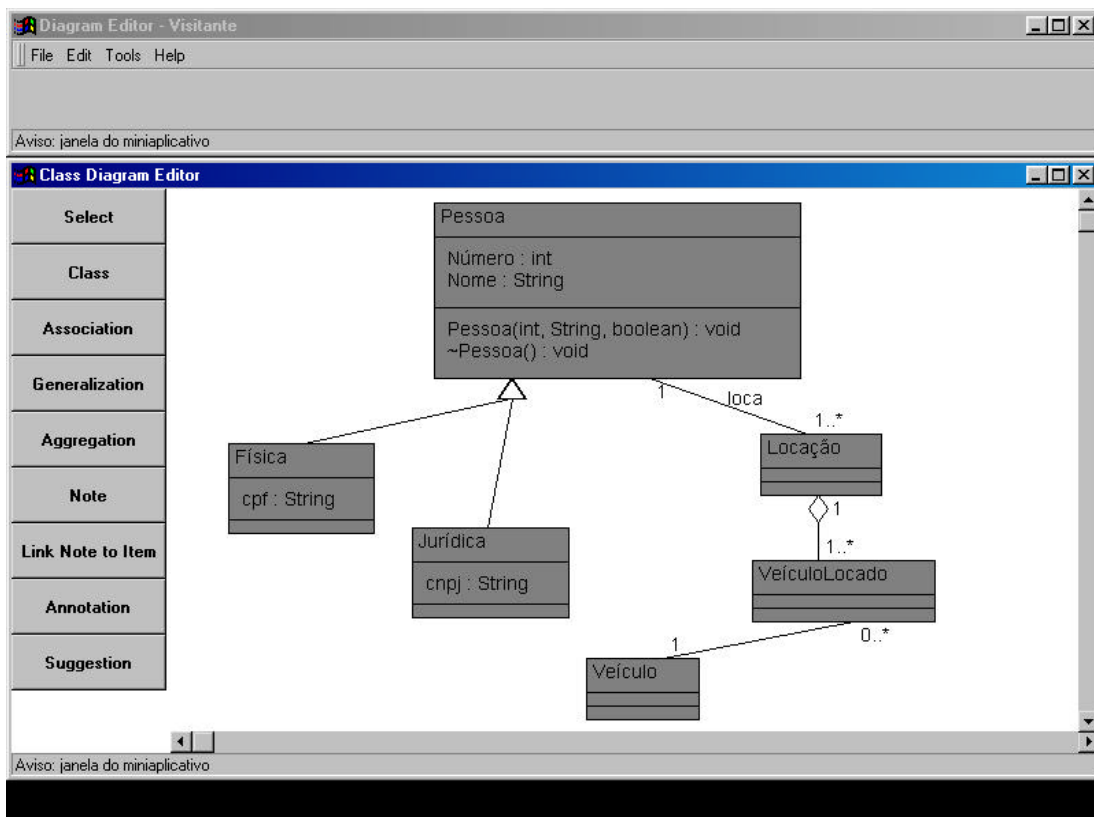 Diagram Editor - Visitante
File Edit Tools Help
Aviso: janela do miniaplicativo
Class Diagram Editor
Select
Class
Association
Generalization
Aggregation
Note
Link Note to Item
Annotation
Suggestion
Pessoa
Número : int
Nome : String
Pessoa(int, String, boolean) : void
~Pessoa() : void
1
loca
1..*
Física
cpf : String
Locação
1
Jurídica
cnpj : String
1..*
VeículoLocado
0..*
1
Veículo
Aviso: janela do miniaplicativo